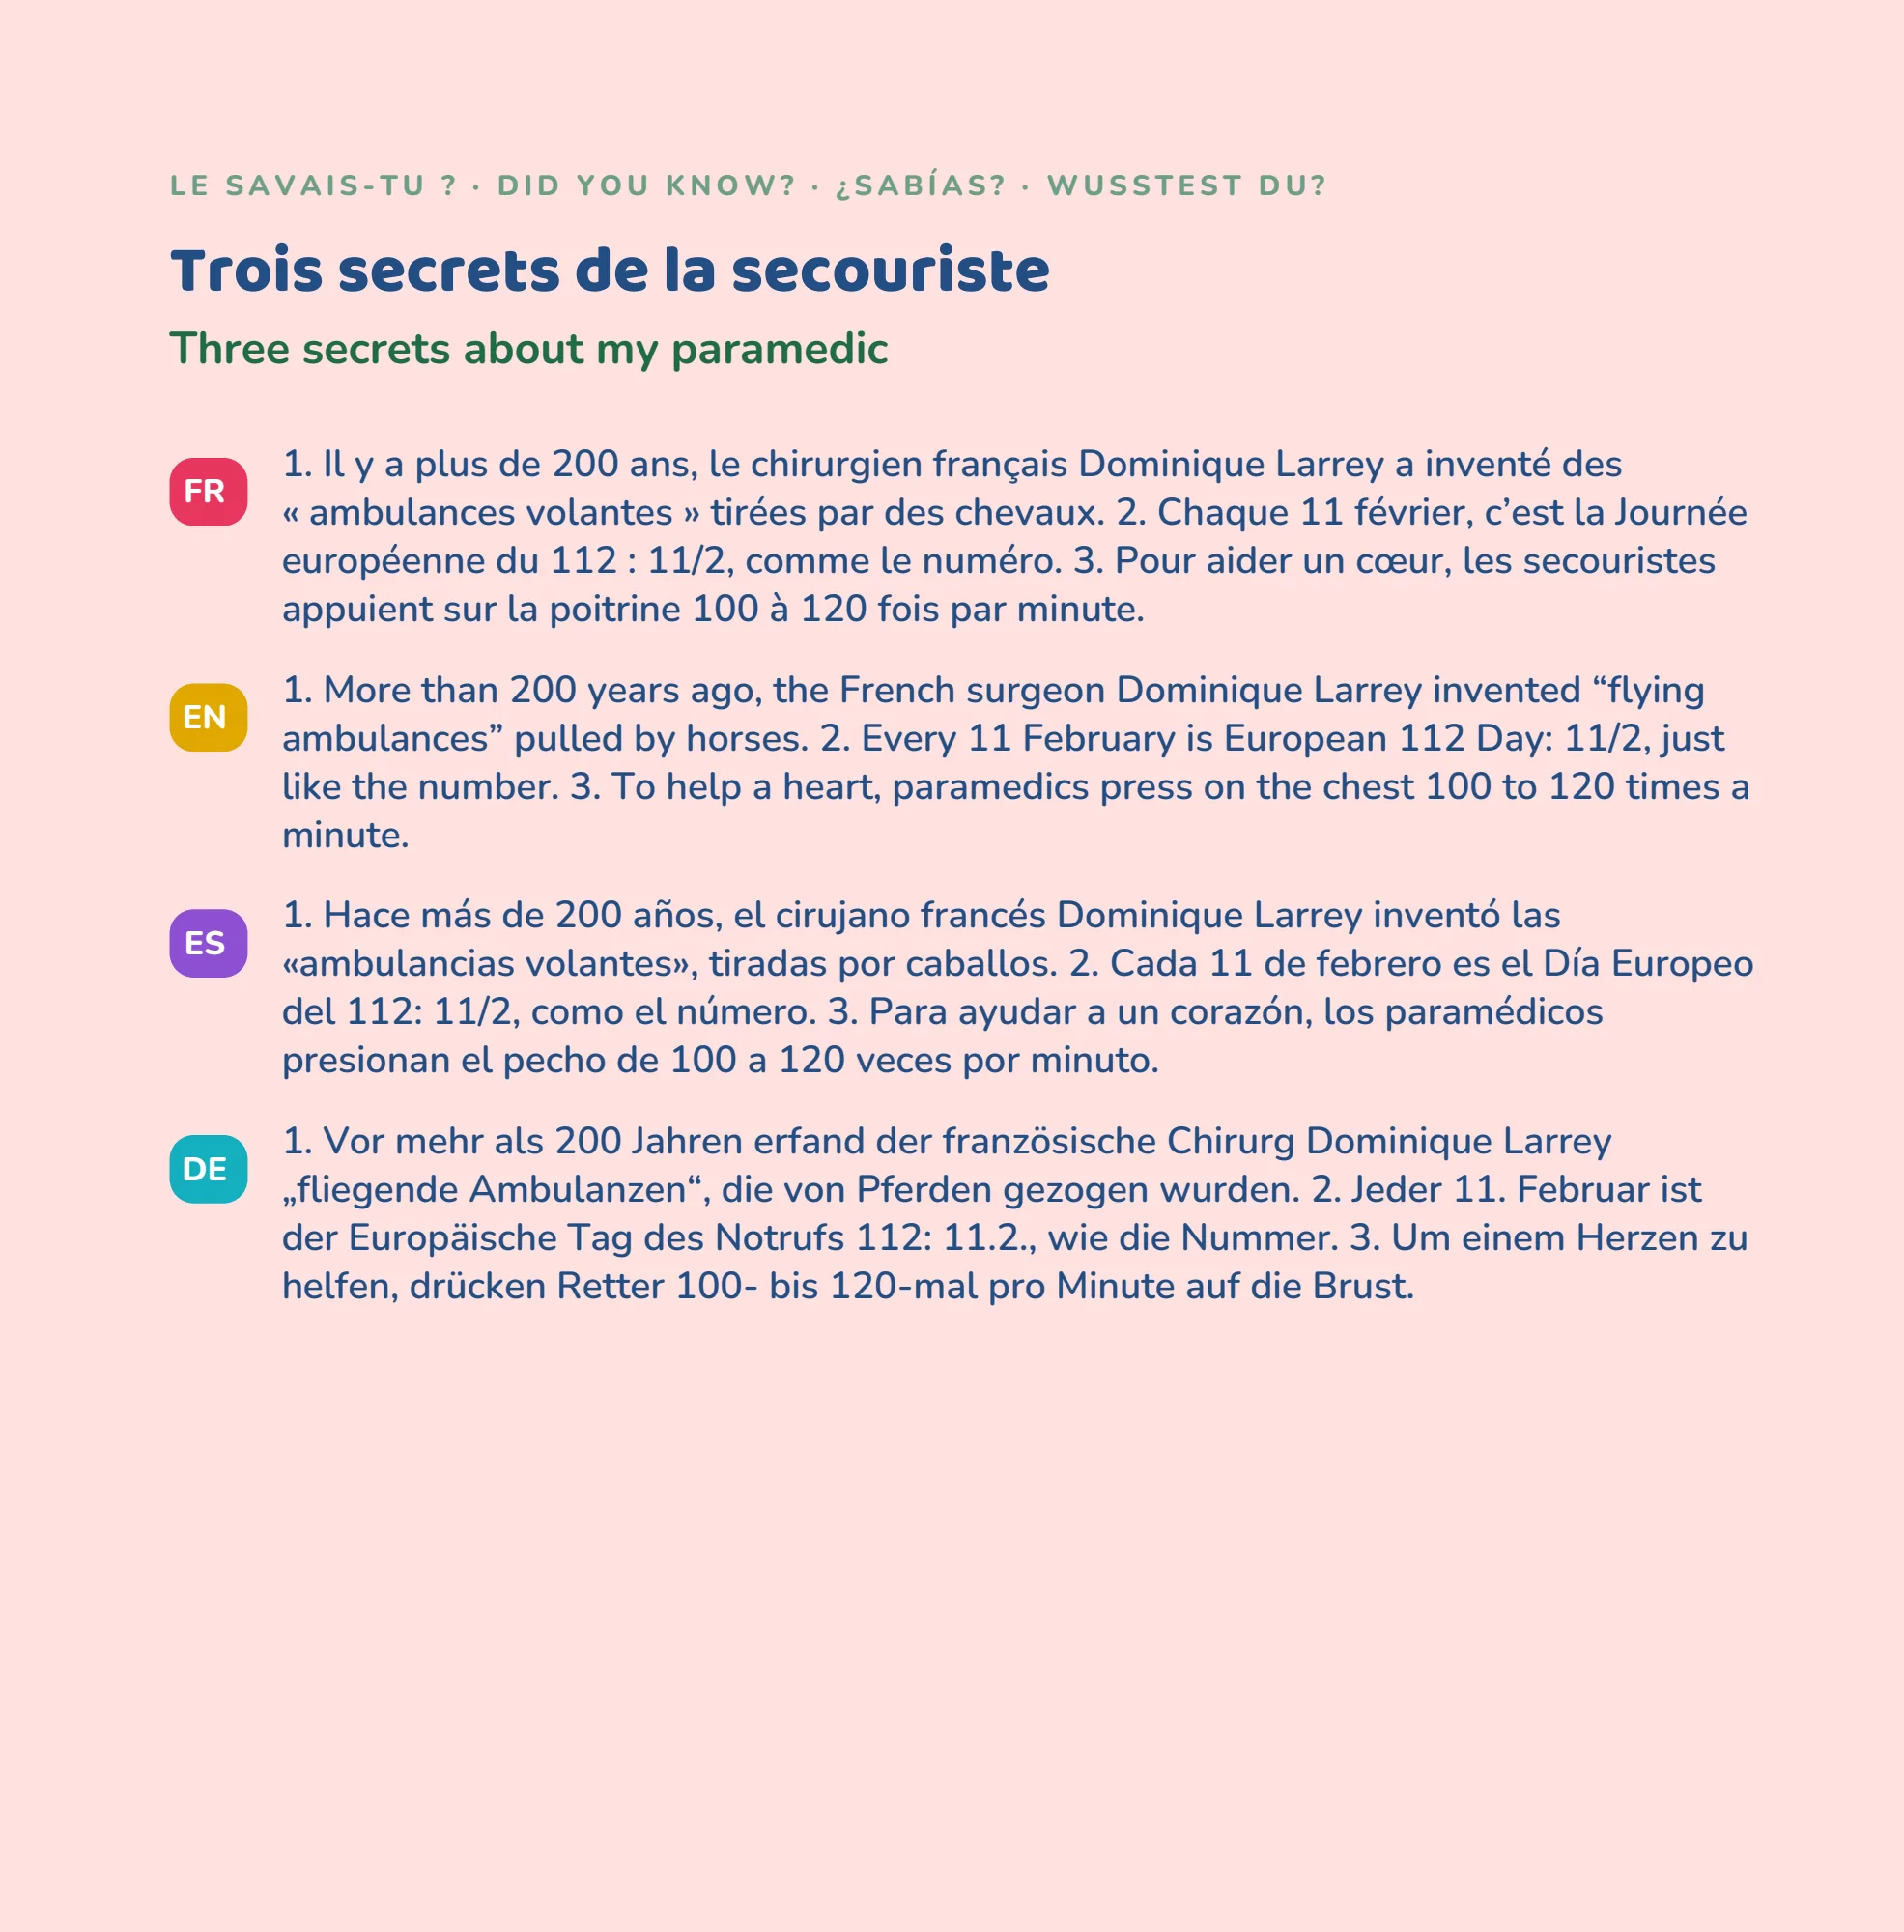 LE SAVAIS-TU ? · DID YOU KNOW? · ¿SABÍAS? · WUSSTEST DU?
Trois secrets de la secouriste
Three secrets about my paramedic
FR
1. Il y a plus de 200 ans, le chirurgien français Dominique Larrey a inventé des
« ambulances volantes » tirées par des chevaux. 2. Chaque 11 février, c’est la Journée
européenne du 112 : 11/2, comme le numéro. 3. Pour aider un cœur, les secouristes
appuient sur la poitrine 100 à 120 fois par minute.
EN
1. More than 200 years ago, the French surgeon Dominique Larrey invented “flying
ambulances” pulled by horses. 2. Every 11 February is European 112 Day: 11/2, just
like the number. 3. To help a heart, paramedics press on the chest 100 to 120 times a
minute.
ES
1. Hace más de 200 años, el cirujano francés Dominique Larrey inventó las
«ambulancias volantes», tiradas por caballos. 2. Cada 11 de febrero es el Día Europeo
del 112: 11/2, como el número. 3. Para ayudar a un corazón, los paramédicos
presionan el pecho de 100 a 120 veces por minuto.
DE
1. Vor mehr als 200 Jahren erfand der französische Chirurg Dominique Larrey
„fliegende Ambulanzen“, die von Pferden gezogen wurden. 2. Jeder 11. Februar ist
der Europäische Tag des Notrufs 112: 11.2., wie die Nummer. 3. Um einem Herzen zu
helfen, drücken Retter 100- bis 120-mal pro Minute auf die Brust.